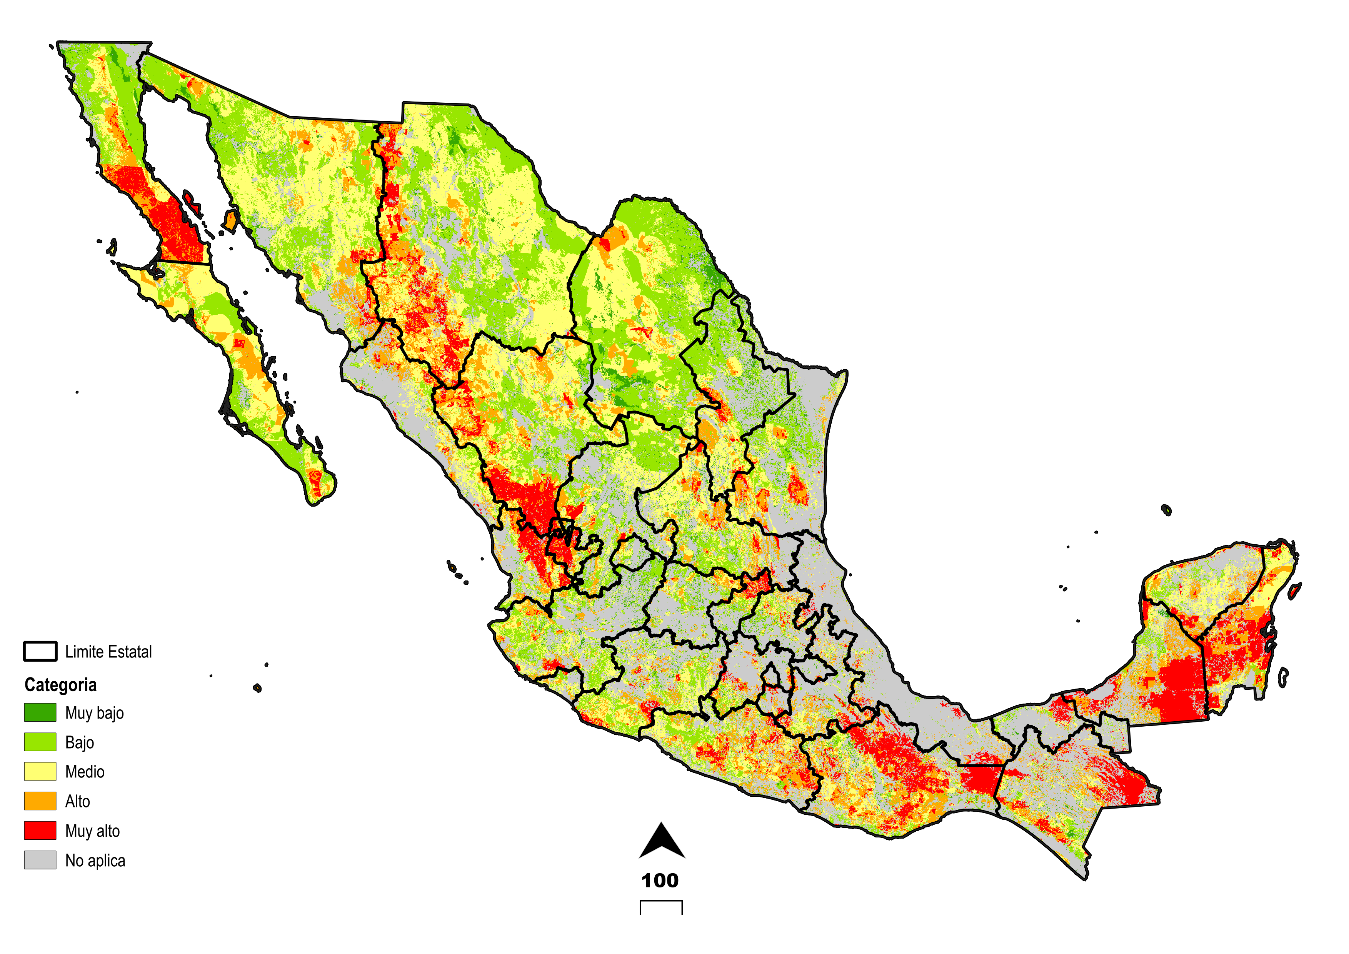 Limite Estatal
Categoria
Muy bajo
Bajo
Medio
Alto
Muy alto
No aplica
100